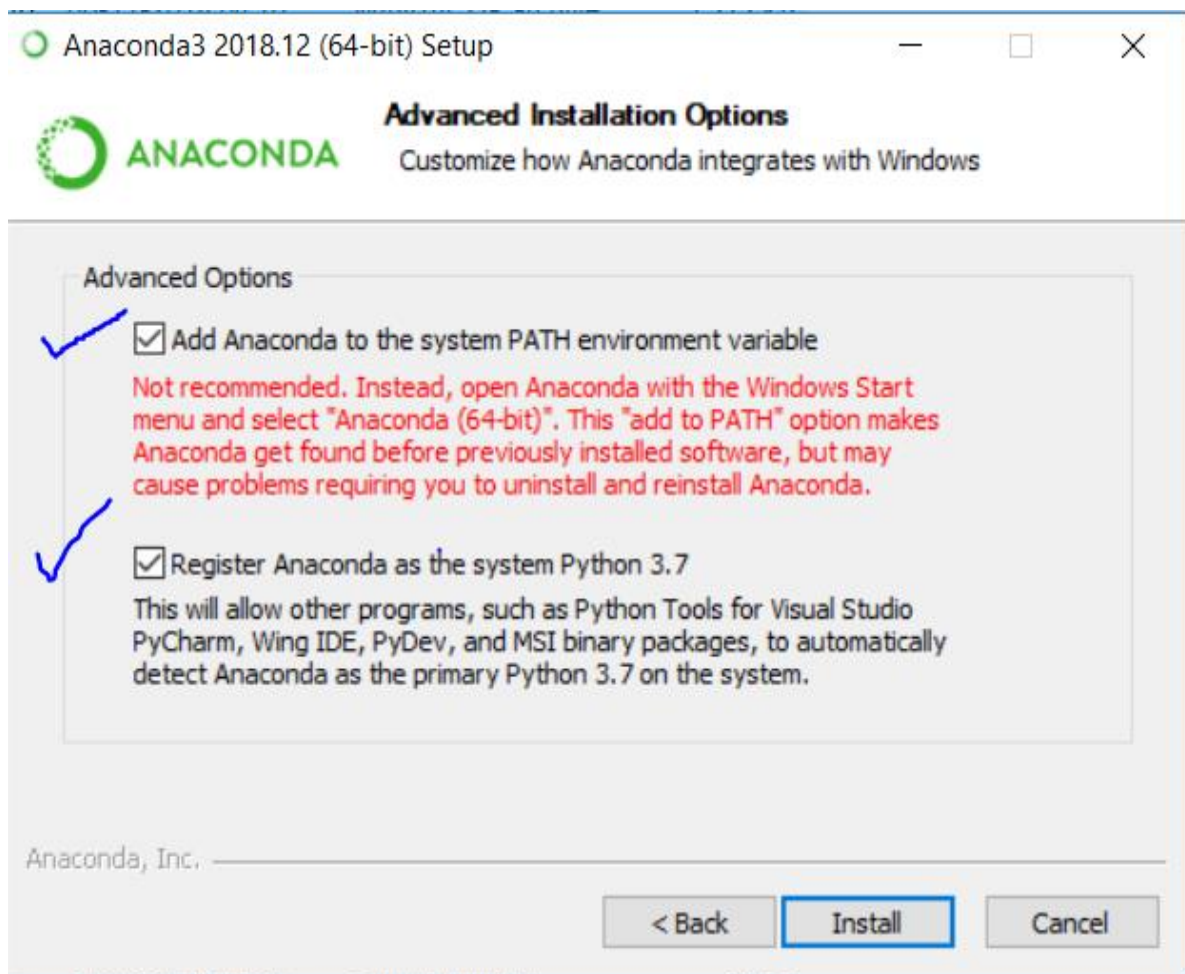 Anaconda3 2018.12 (64-bit) Setup
ANACONDA
Advanced Installation Options
Customize how Anaconda integrates with Windows
Advanced Options
Add Anaconda to the system PATH environment variable
Not recommended. Instead, open Anaconda with the Windows Start
menu and select "Anaconda (64-bit)". This "add to PATH" option makes
Anaconda get found before previously installed software, but may
cause problems requiring you to uninstall and reinstall Anaconda.
Register Anaconda as the system Python 3.7
This will allow other programs, such as Python Tools for Visual Studio
PyCharm, Wing IDE, PyDev, and MSI binary packages, to automatically
detect Anaconda as the primary Python 3.7 on the system.
Anaconda, Inc.
< Back
Install
Cancel